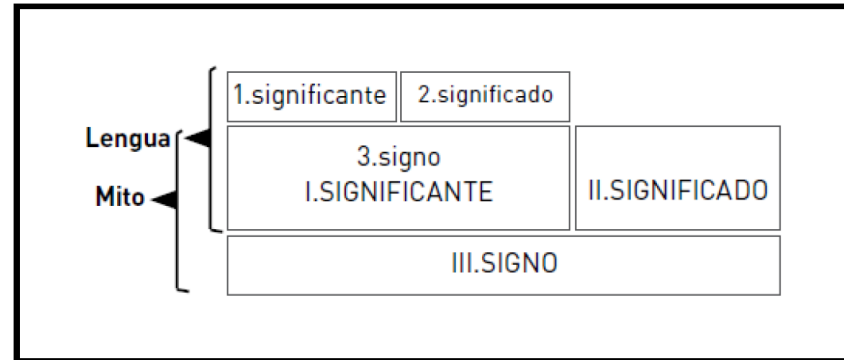 1.significante
2.significado
Lengua
3.signo
I.SIGNIFICANTE
II.SIGNIFICADO
Mito
III.SIGNO